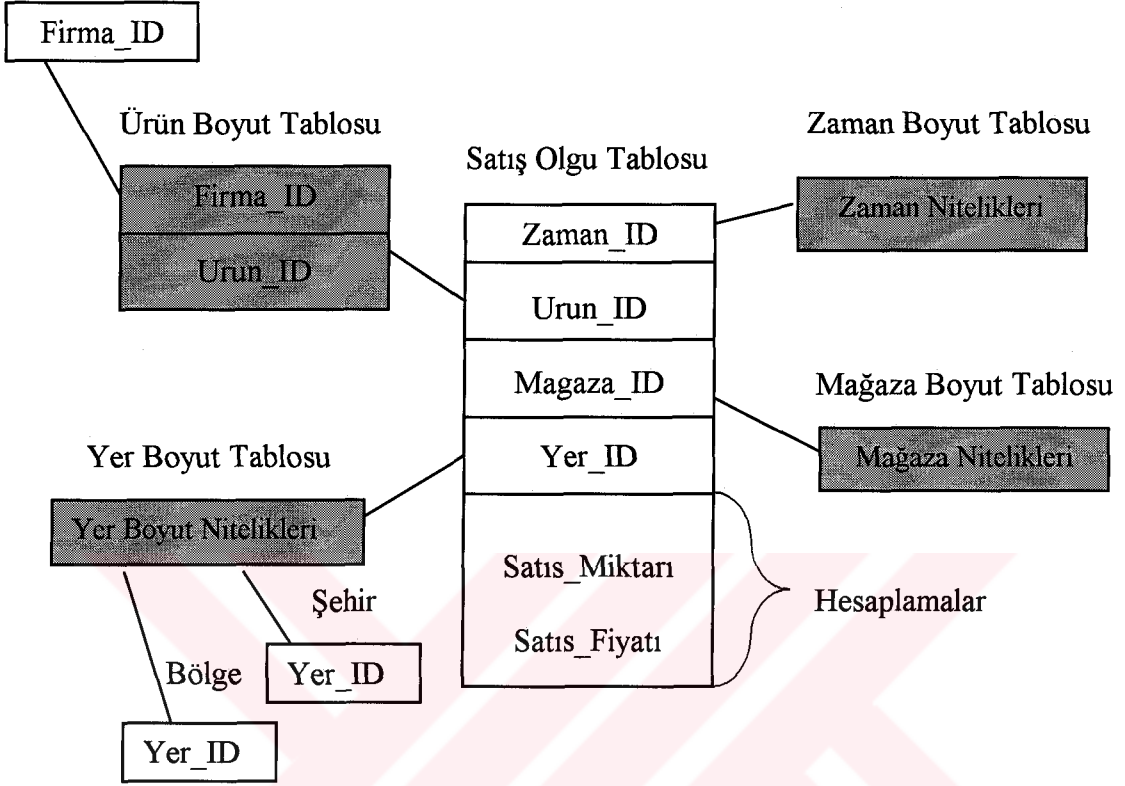 Firma_ID
Ürün Boyut Tablosu
Firma_ID
Urun_ID
Satış Olgu Tablosu
Zaman_ID
Urun_ID
Magaza_ID
Yer_ID
Satıs_Miktarı
Satıs_Fiyatı
Hesaplamalar
Zaman Boyut Tablosu
Zaman Nitelikleri
Mağaza Boyut Tablosu
Mağaza Nitelikleri
Yer Boyut Tablosu
Yer Boyut Nitelikleri
Şehir
Yer_ID
Bölge
Yer_ID